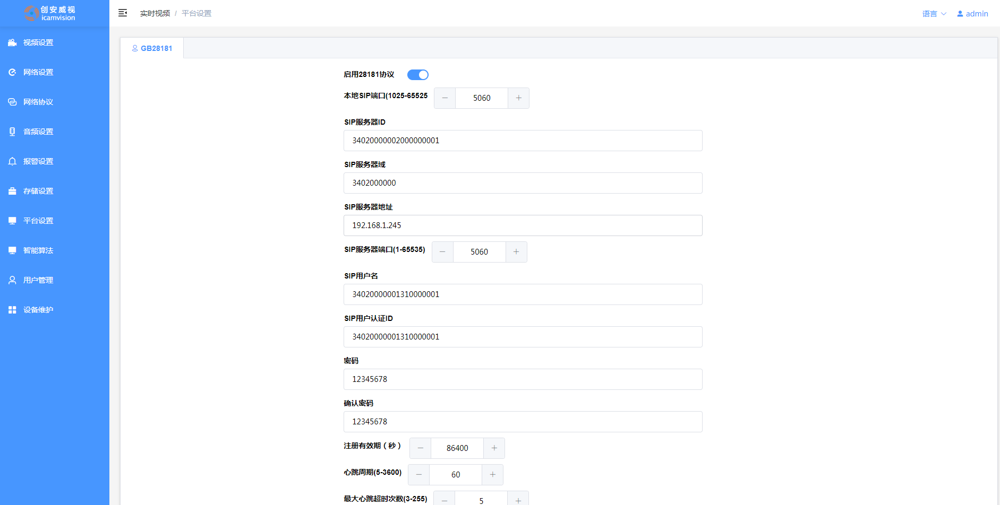 创安威视
icamvision
实时视频 / 平台设置
语言
admin
视频设置
网络设置
网络协议
音频设置
报警设置
存储设置
平台设置
智能算法
用户管理
设备维护
GB28181
启用28181协议
本地SIP端口(1025-65525
5060
SIP服务器ID
34020000002000000001
SIP服务器域
3402000000
SIP服务器地址
192.168.1.245
SIP服务器端口(1-65535)
5060
SIP用户名
34020000001310000001
SIP用户认证ID
34020000001310000001
密码
12345678
确认密码
12345678
注册有效期（秒）
86400
心跳周期(5-3600)
60
最大心跳超时次数(3-255)
5